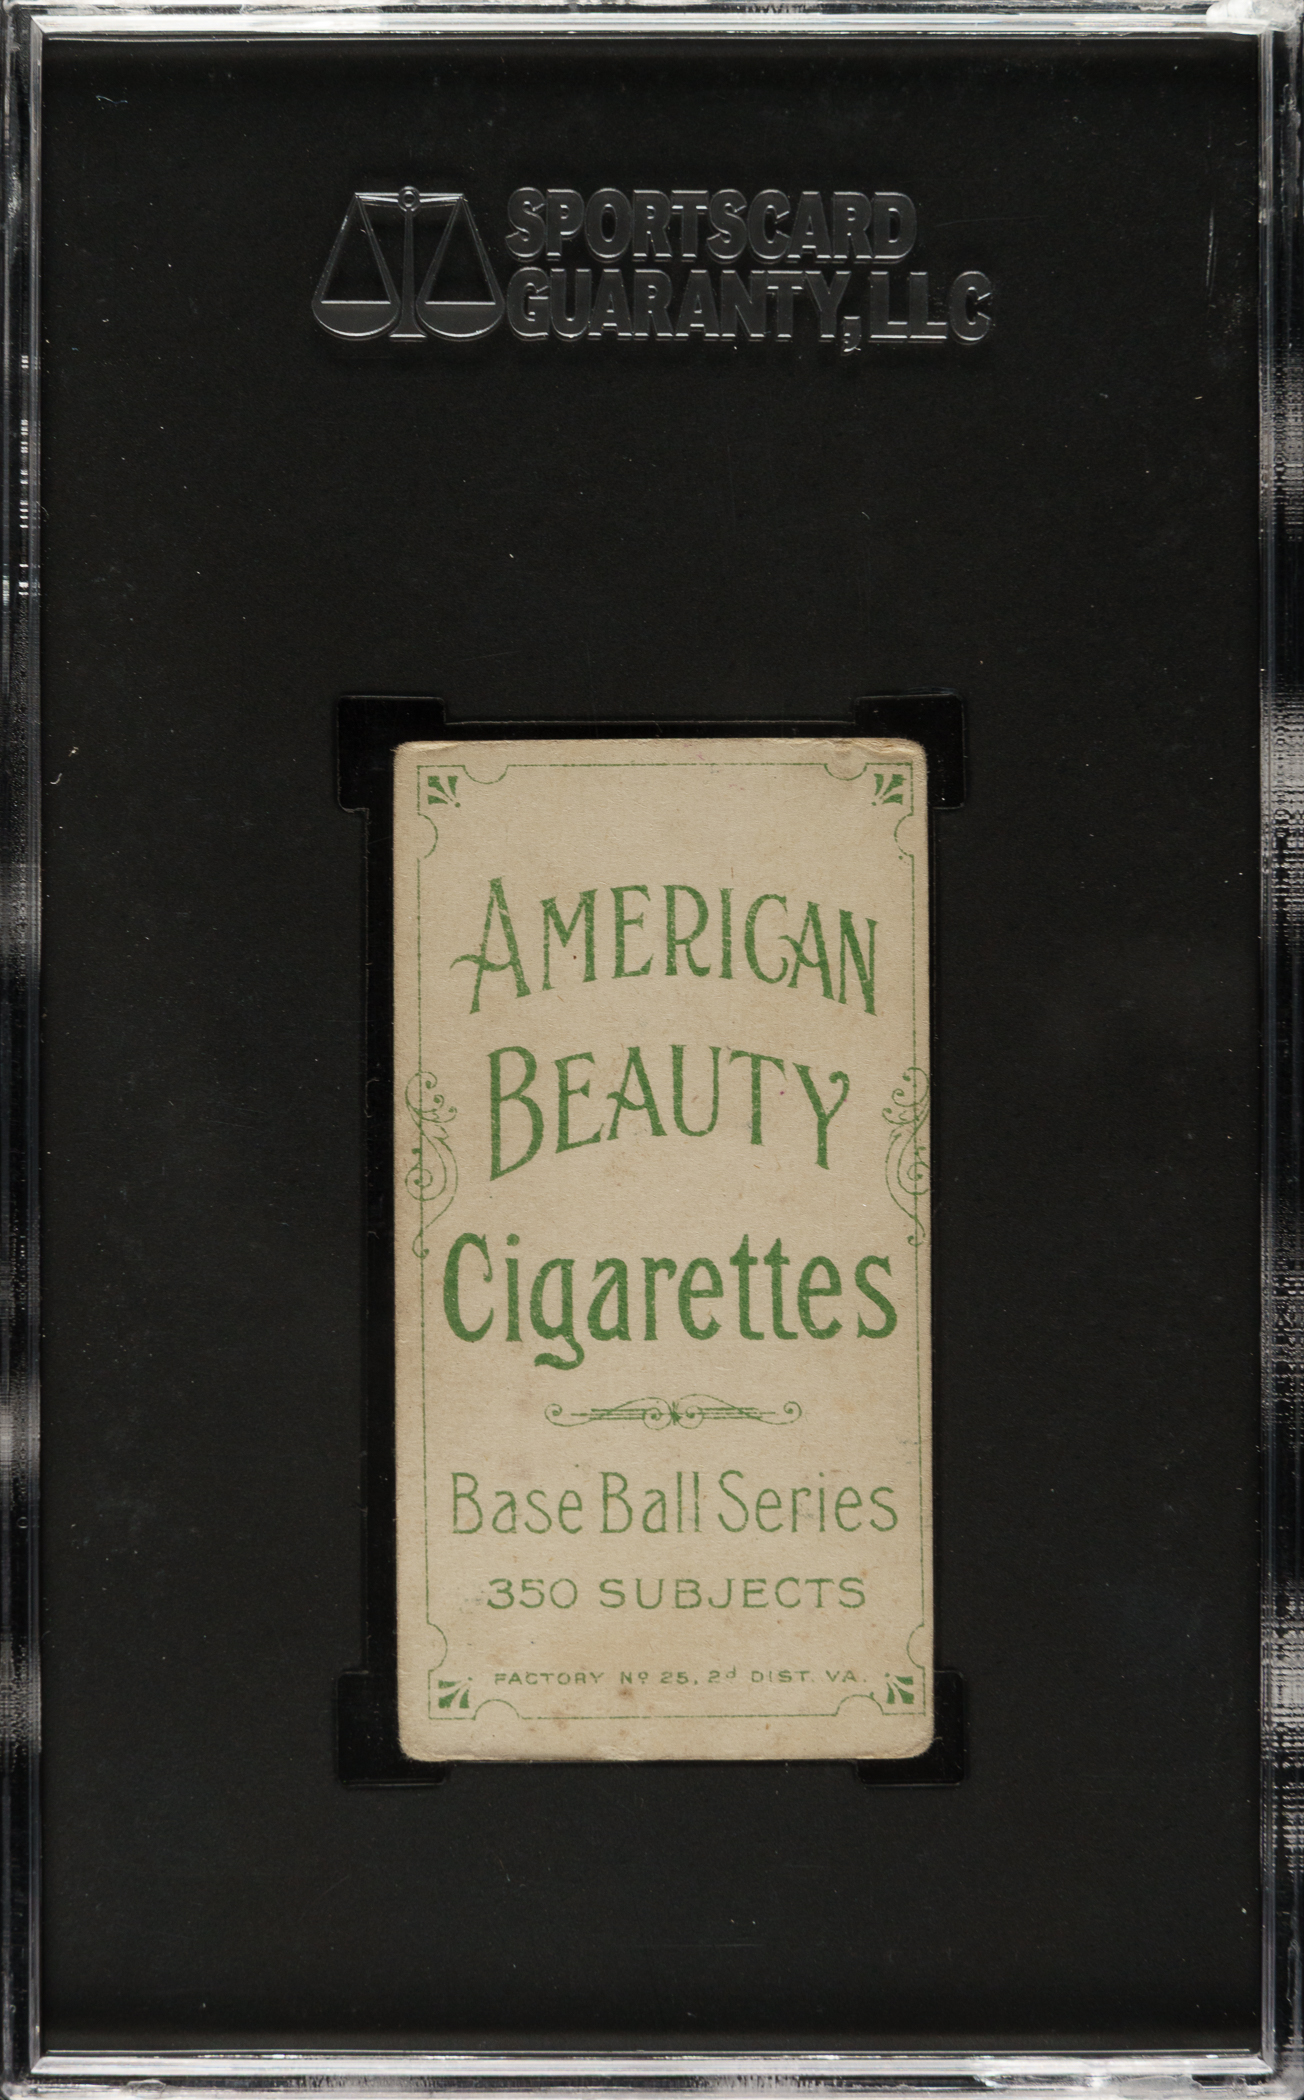 SPORTSCARD
GUARANTY, LLC
AMERICAN
BEAUTY
Cigarettes
Base Ball Series
350 SUBJECTS
FACTORY Nº 25, 2d DIST. VA.